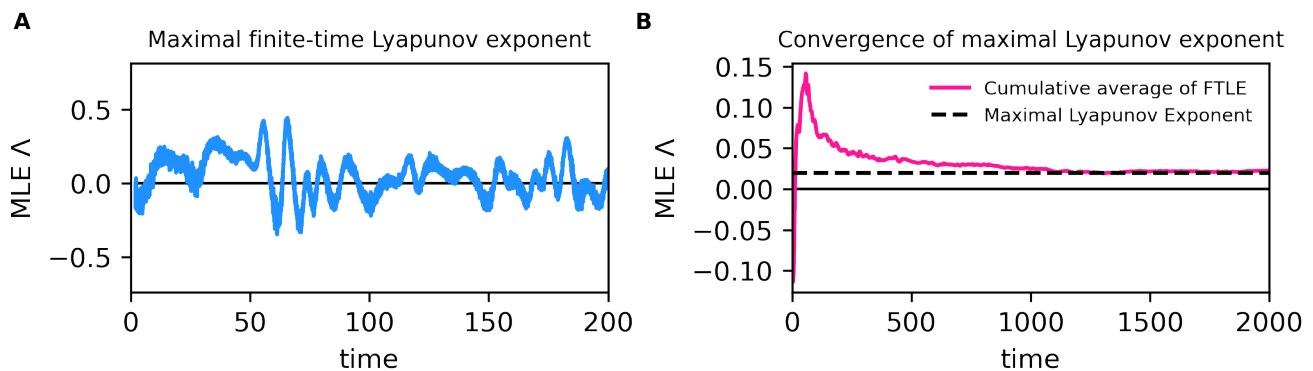 A
Maximal finite-time Lyapunov exponent
MLE Λ
0.5
0.0
−0.5
0 50 100 150 200
time
B
Convergence of maximal Lyapunov exponent
MLE Λ
0.15
0.10
0.05
0.00
−0.05
−0.10
Cumulative average of FTLE
Maximal Lyapunov Exponent
0 500 1000 1500 2000
time